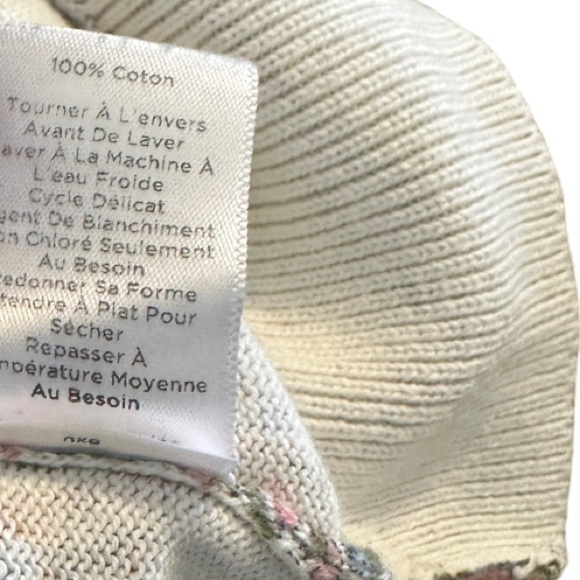 100% Coton
Tourner À L'envers
Avant De Laver
aver À La Machine À
L'eau Froide
Cycle Délicat
gent De Blanchiment
on Chloré Seulement
Au Besoin
edonner Sa Forme
tendre À Plat Pour
Sécher
Repasser À
mpérature Moyenne
Au Besoin